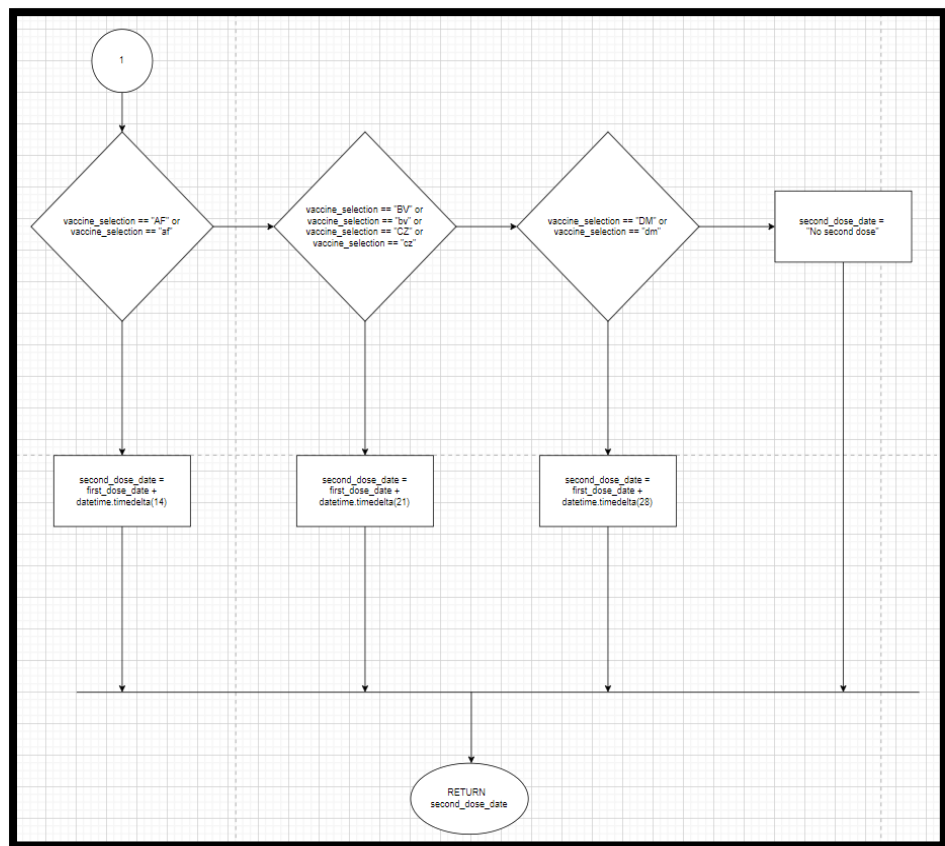 1
vaccine_selection == "AF" or
vaccine_selection == "af"
vaccine_selection == "BV" or
vaccine_selection == "bv" or
vaccine_selection == "CZ" or
vaccine_selection == "cz"
vaccine_selection == "DM" or
vaccine_selection == "dm"
second_dose_date =
"No second dose"
second_dose_date =
first_dose_date +
datetime.timedelta(14)
second_dose_date =
first_dose_date +
datetime.timedelta(21)
second_dose_date =
first_dose_date +
datetime.timedelta(28)
RETURN
second_dose_date